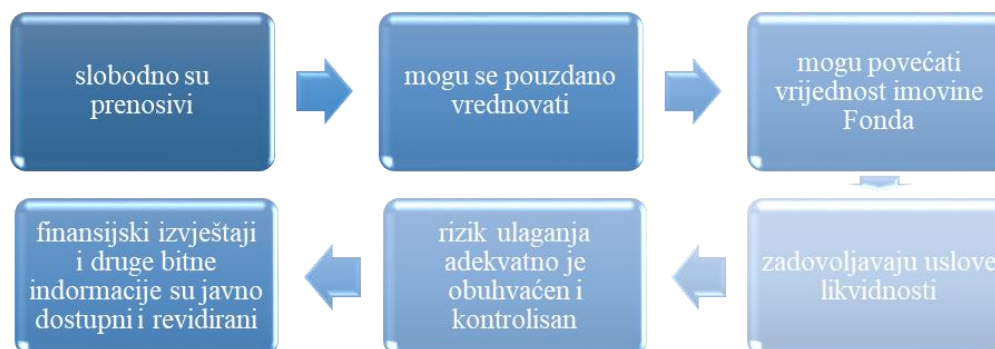 slobodno su
prenosivi
mogu se pouzdano
vrednovati
mogu povećati
vrijednost imovine
Fonda
zadovoljavaju uslove
likvidnosti
rizik ulaganja
adekvatno je
obuhvaćen i
kontrolisan
finansijski izvještaji
i druge bitne
indormacije su javno
dostupni i revidirani